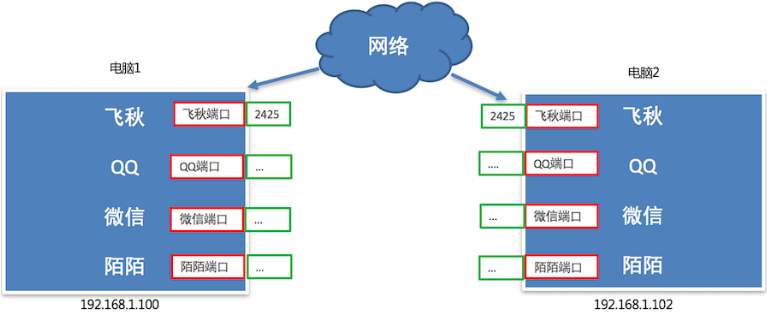 网络
电脑1
电脑2
飞秋 飞秋端口 2425
2425 飞秋端口 飞秋
QQ QQ端口 ...
.... QQ端口 QQ
微信 微信端口 ...
... 微信端口 微信
陌陌 陌陌端口 ...
... 陌陌端口 陌陌
192.168.1.100
192.168.1.102